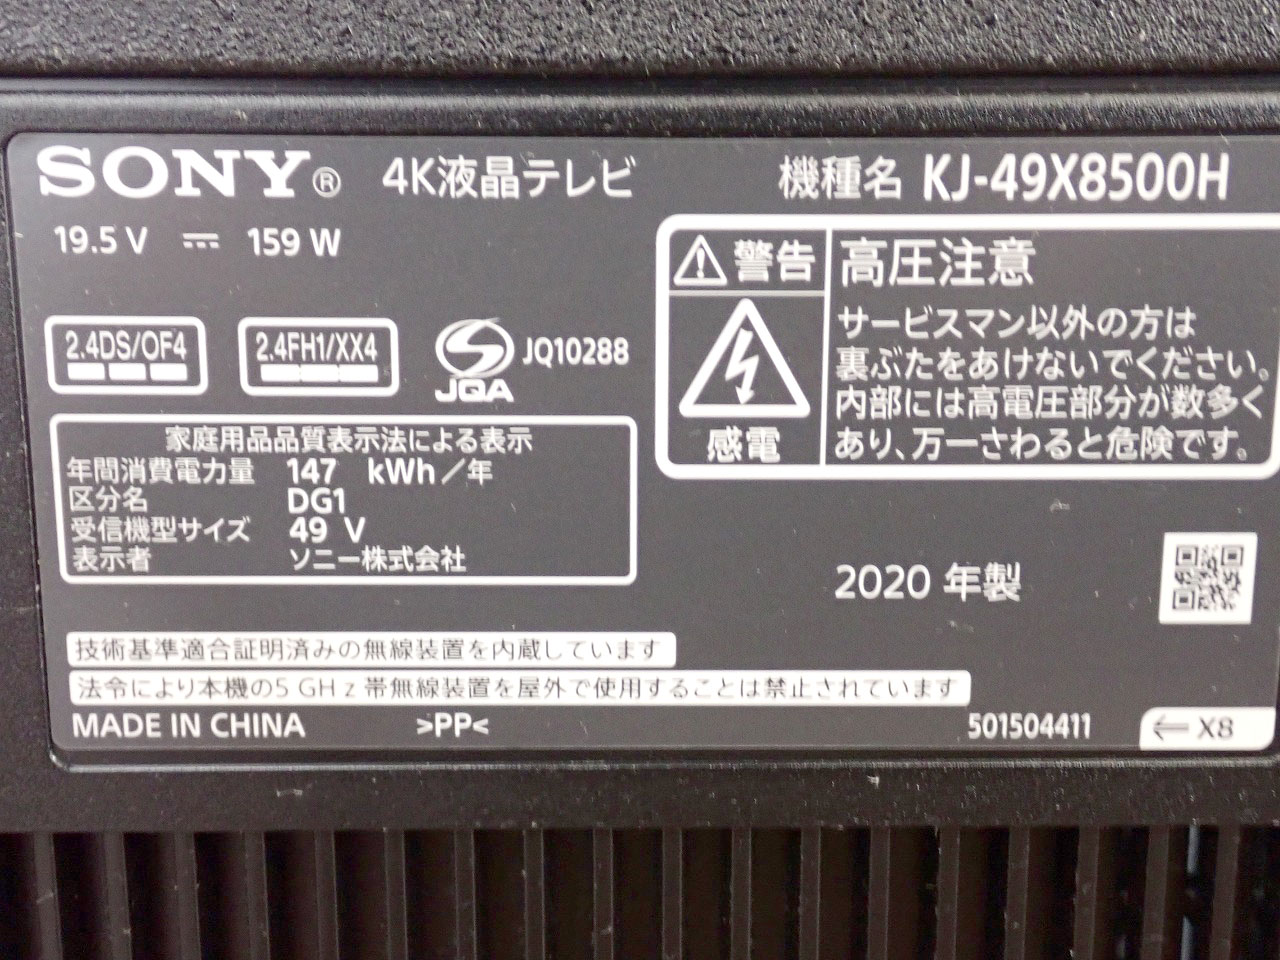 SONY® 4K液晶テレビ 機種名 KJ-49X8500H
19.5 V ⎓ 159 W
2.4DS/OF4
2.4FH1/XX4
JQA
JQ10288
⚠警告
感電
高圧注意
サービスマン以外の方は
裏ぶたをあけないでください。
内部には高電圧部分が数多く
あり、万一さわると危険です。
家庭用品品質表示法による表示
年間消費電力量 147 kWh/年
区分名 DG1
受信機型サイズ 49 V
表示者 ソニー株式会社
2020 年製
技術基準適合証明済みの無線装置を内蔵しています
法令により本機の5 GHz帯無線装置を屋外で使用することは禁止されています
MADE IN CHINA >PP< 501504411 ← X8